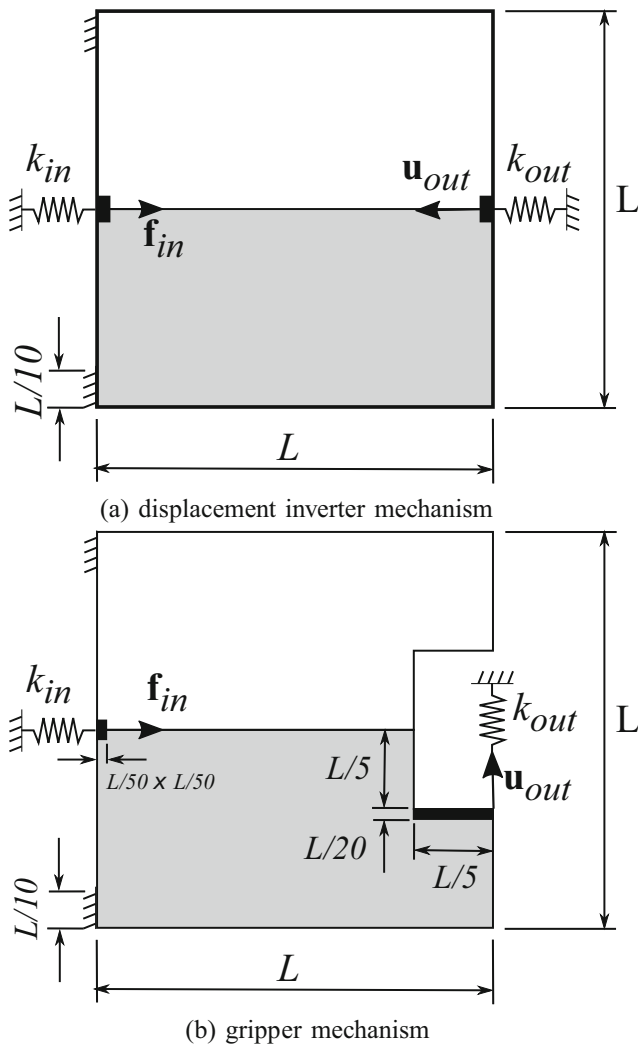 k_in
f_in
u_out
k_out
L
L/10
L
(a) displacement inverter mechanism
k_in
f_in
L/50 x L/50
L/5
L/20
L/5
k_out
u_out
L
L/10
L
(b) gripper mechanism